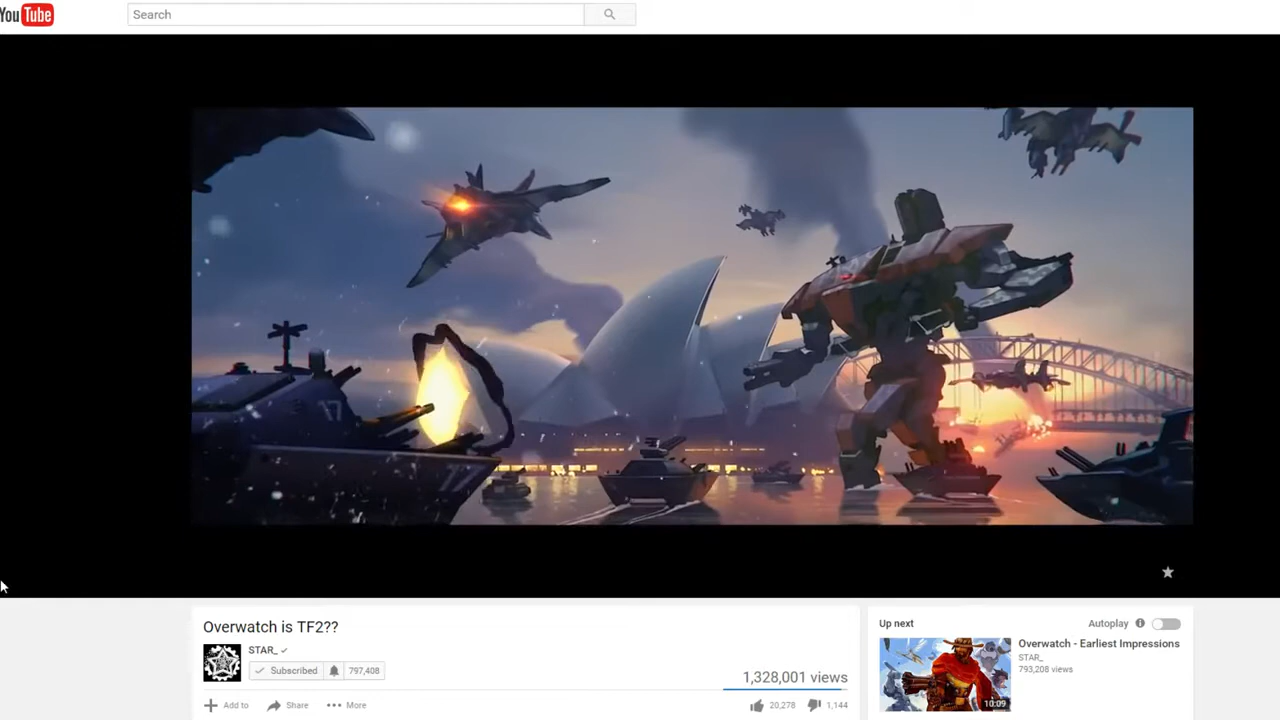 YouTube
Search
17
Overwatch is TF2??
STAR_
Subscribed 797,408
1,328,001 views
Add to Share More
20,278 1,144
Up next
Autoplay
Overwatch - Earliest Impressions
STAR_
793,208 views
10:09